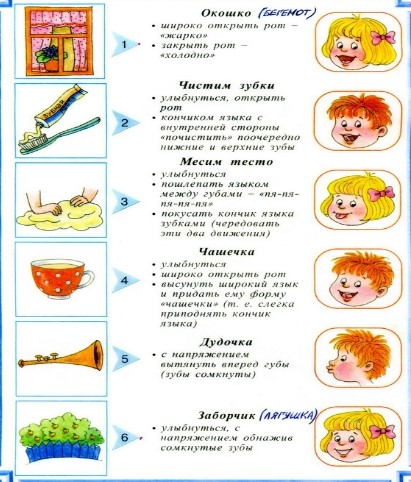 Окошко (БЕГЕМОТ)
1
• широко открыть рот –
«жарко»
• закрыть рот –
«холодно»
Чистим зубки
2
• улыбнуться, открыть
рот
• кончиком языка с
внутренней стороны
«почистить» поочередно
нижние и верхние зубы
Месим тесто
3
• улыбнуться
• пошлепать языком
между губами – «пя-пя-
пя-пя-пя»
• покусать кончик языка
зубками (чередовать
эти два движения)
Чашечка
4
• улыбнуться
• широко открыть рот
• высунуть широкий язык
и придать ему форму
«чашечки» (т. е. слегка
приподнять кончик
языка)
Дудочка
5
• с напряжением
вытянуть вперед губы
(зубы сомкнуты)
Заборчик (ЛЯГУШКА)
6
• улыбнуться, с
напряжением обнажив
сомкнутые зубы